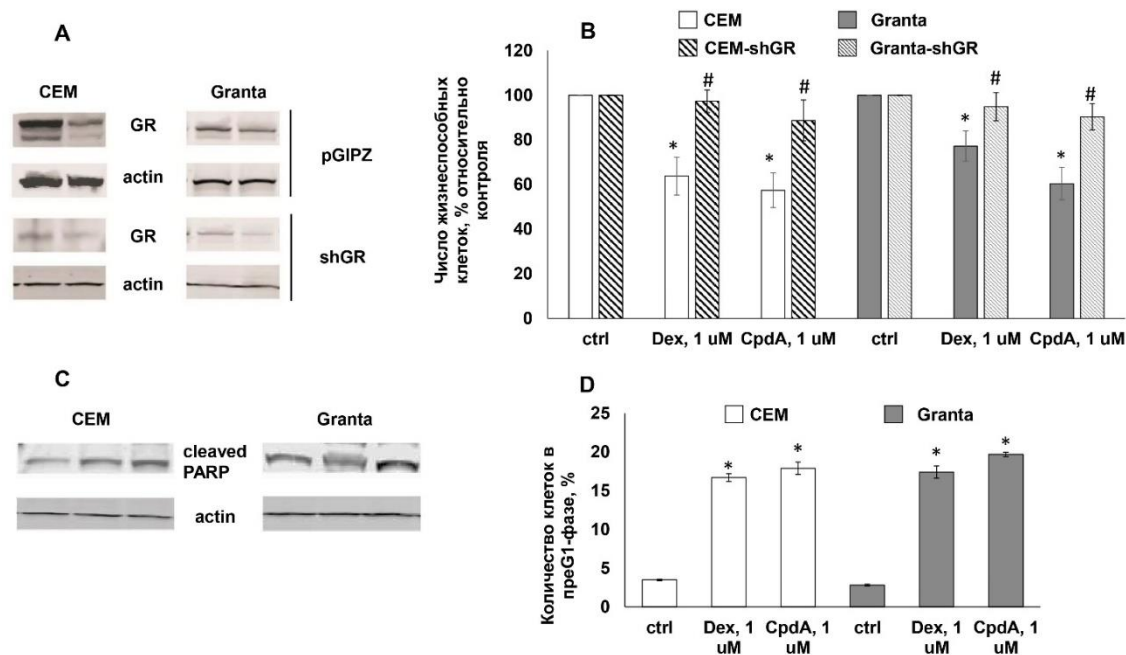 A
CEM Granta
GR
actin
pGIPZ
GR
actin
shGR
B
CEM Granta
CEM-shGR Granta-shGR
Число жизнеспособных
клеток, % относительно
контроля
120
100
80
60
40
20
0
# # # #
* * * *
ctrl Dex, 1 uM CpdA, 1 uM ctrl Dex, 1 uM CpdA, 1 uM
C
CEM Granta
cleaved
PARP
actin
D
CEM Granta
Количество клеток в
преG1-фазе, %
25
20
15
10
5
0
* * * *
ctrl Dex, 1 CpdA, 1 ctrl Dex, 1 CpdA, 1
uM uM uM uM